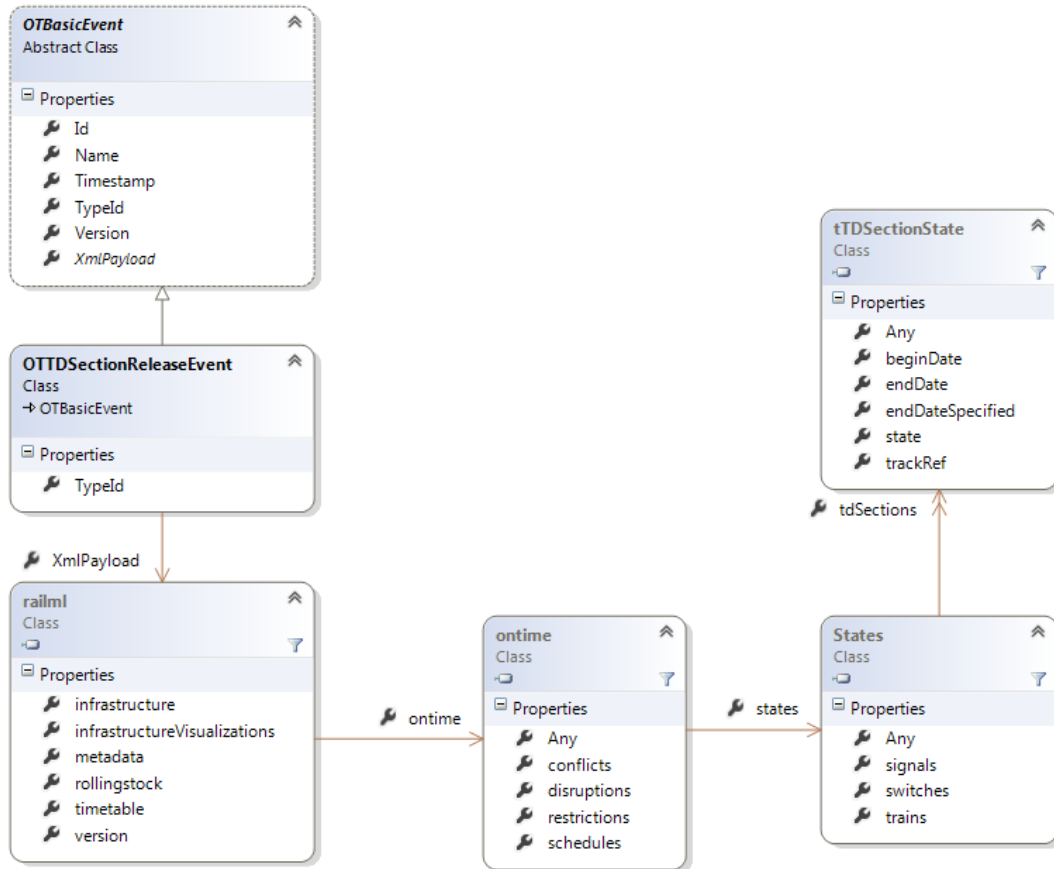 OTBasicEvent
Abstract Class
Properties
Id
Name
Timestamp
TypeId
Version
XmlPayload
OTTDSectionReleaseEvent
Class
OTBasicEvent
Properties
TypeId
XmlPayload
railml
Class
Properties
infrastructure
infrastructureVisualizations
metadata
rollingstock
timetable
version
ontime
ontime
Class
Properties
Any
conflicts
disruptions
restrictions
schedules
states
States
Class
Properties
Any
signals
switches
trains
tdSections
tTDSectionState
Class
Properties
Any
beginDate
endDate
endDateSpecified
state
trackRef